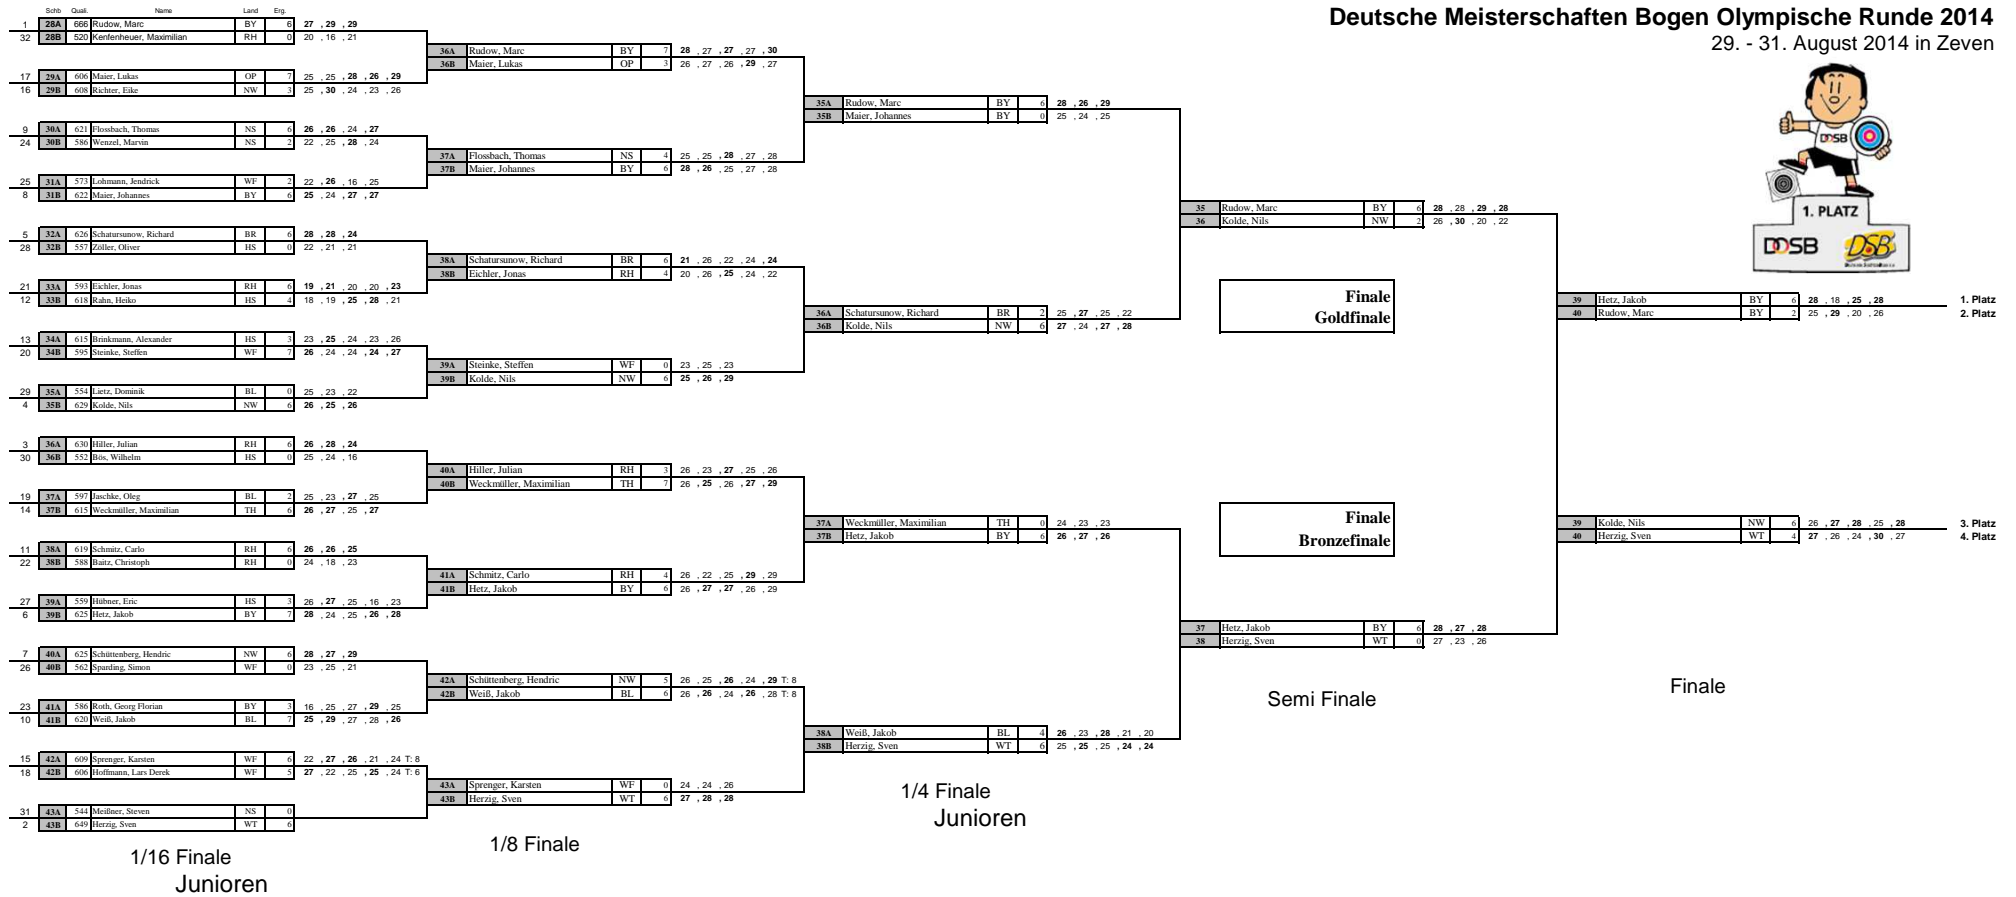 Deutsche Meisterschaften Bogen Olympische Runde 2014
29. - 31. August 2014 in Zeven
Schb Quali. Name Land Erg.
1 28A 666 Rudow, Marc BY 6 27 , 29 , 29
32 28B 520 Kenfenheuer, Maximilian RH 0 20 , 16 , 21
17 29A 606 Maier, Lukas OP 7 25 , 25 , 28 , 26 , 29
16 29B 608 Richter, Eike NW 3 25 , 30 , 24 , 23 , 26
9 30A 621 Flossbach, Thomas NS 6 26 , 26 , 24 , 27
24 30B 586 Wenzel, Marvin NS 2 22 , 25 , 28 , 24
25 31A 573 Lohmann, Jendrick WF 2 22 , 26 , 16 , 25
8 31B 622 Maier, Johannes BY 6 25 , 24 , 27 , 27
5 32A 626 Schatursunow, Richard BR 6 28 , 28 , 24
28 32B 557 Zöller, Oliver HS 0 22 , 21 , 21
21 33A 593 Eichler, Jonas RH 6 19 , 21 , 20 , 20 , 23
12 33B 618 Rahn, Heiko HS 4 18 , 19 , 25 , 28 , 21
13 34A 615 Brinkmann, Alexander HS 3 23 , 25 , 24 , 23 , 26
20 34B 595 Steinke, Steffen WF 7 26 , 24 , 24 , 24 , 27
29 35A 554 Lietz, Dominik BL 0 25 , 23 , 22
4 35B 629 Kolde, Nils NW 6 26 , 25 , 26
3 36A 630 Hiller, Julian RH 6 26 , 28 , 24
30 36B 552 Bös, Wilhelm HS 0 25 , 24 , 16
19 37A 597 Jaschke, Oleg BL 2 25 , 23 , 27 , 25
14 37B 615 Weckmüller, Maximilian TH 6 26 , 27 , 25 , 27
11 38A 619 Schmitz, Carlo RH 6 26 , 26 , 25
22 38B 588 Baitz, Christoph RH 0 24 , 18 , 23
27 39A 559 Hübner, Eric HS 3 26 , 27 , 25 , 16 , 23
6 39B 625 Hetz, Jakob BY 7 28 , 24 , 25 , 26 , 28
7 40A 625 Schüttenberg, Hendric NW 6 28 , 27 , 29
26 40B 562 Sparding, Simon WF 0 23 , 25 , 21
23 41A 586 Roth, Georg Florian BY 3 16 , 25 , 27 , 29 , 25
10 41B 620 Weiß, Jakob BL 7 25 , 29 , 27 , 28 , 26
15 42A 609 Sprenger, Karsten WF 6 22 , 27 , 26 , 21 , 24 T: 8
18 42B 606 Hoffmann, Lars Derek WF 5 27 , 22 , 25 , 25 , 24 T: 6
31 43A 544 Meißner, Steven NS 0
2 43B 649 Herzig, Sven WT 6
1/16 Finale
Junioren
36A Rudow, Marc BY 7 28 , 27 , 27 , 27 , 30
36B Maier, Lukas OP 3 26 , 27 , 26 , 29 , 27
37A Flossbach, Thomas NS 4 25 , 25 , 28 , 27 , 28
37B Maier, Johannes BY 6 28 , 26 , 25 , 27 , 28
38A Schatursunow, Richard BR 6 21 , 26 , 22 , 24 , 24
38B Eichler, Jonas RH 4 20 , 26 , 25 , 24 , 22
39A Steinke, Steffen WF 0 23 , 25 , 23
39B Kolde, Nils NW 6 25 , 26 , 29
40A Hiller, Julian RH 3 26 , 23 , 27 , 25 , 26
40B Weckmüller, Maximilian TH 7 26 , 25 , 26 , 27 , 29
41A Schmitz, Carlo RH 4 26 , 22 , 25 , 29 , 29
41B Hetz, Jakob BY 6 26 , 27 , 27 , 26 , 29
42A Schüttenberg, Hendric NW 5 26 , 25 , 26 , 24 , 29 T: 8
42B Weiß, Jakob BL 6 26 , 26 , 24 , 26 , 28 T: 8
43A Sprenger, Karsten WF 0 24 , 24 , 26
43B Herzig, Sven WT 6 27 , 28 , 28
1/8 Finale
35A Rudow, Marc BY 6 28 , 26 , 29
35B Maier, Johannes BY 0 25 , 24 , 25
36A Schatursunow, Richard BR 2 25 , 27 , 25 , 22
36B Kolde, Nils NW 6 27 , 24 , 27 , 28
37A Weckmüller, Maximilian TH 0 24 , 23 , 23
37B Hetz, Jakob BY 6 26 , 27 , 26
38A Weiß, Jakob BL 4 26 , 23 , 28 , 21 , 20
38B Herzig, Sven WT 6 25 , 25 , 25 , 24 , 24
1/4 Finale
Junioren
35 Rudow, Marc BY 6 28 , 28 , 29 , 28
36 Kolde, Nils NW 2 26 , 30 , 20 , 22
Finale
Goldfinale
Finale
Bronzefinale
37 Hetz, Jakob BY 6 28 , 27 , 28
38 Herzig, Sven WT 0 27 , 23 , 26
Semi Finale
DOSB
1. PLATZ
DOSB DSB
39 Hetz, Jakob BY 6 28 , 18 , 25 , 28 1. Platz
40 Rudow, Marc BY 2 25 , 29 , 20 , 26 2. Platz
39 Kolde, Nils NW 6 26 , 27 , 28 , 25 , 28 3. Platz
40 Herzig, Sven WT 4 27 , 26 , 24 , 30 , 27 4. Platz
Finale